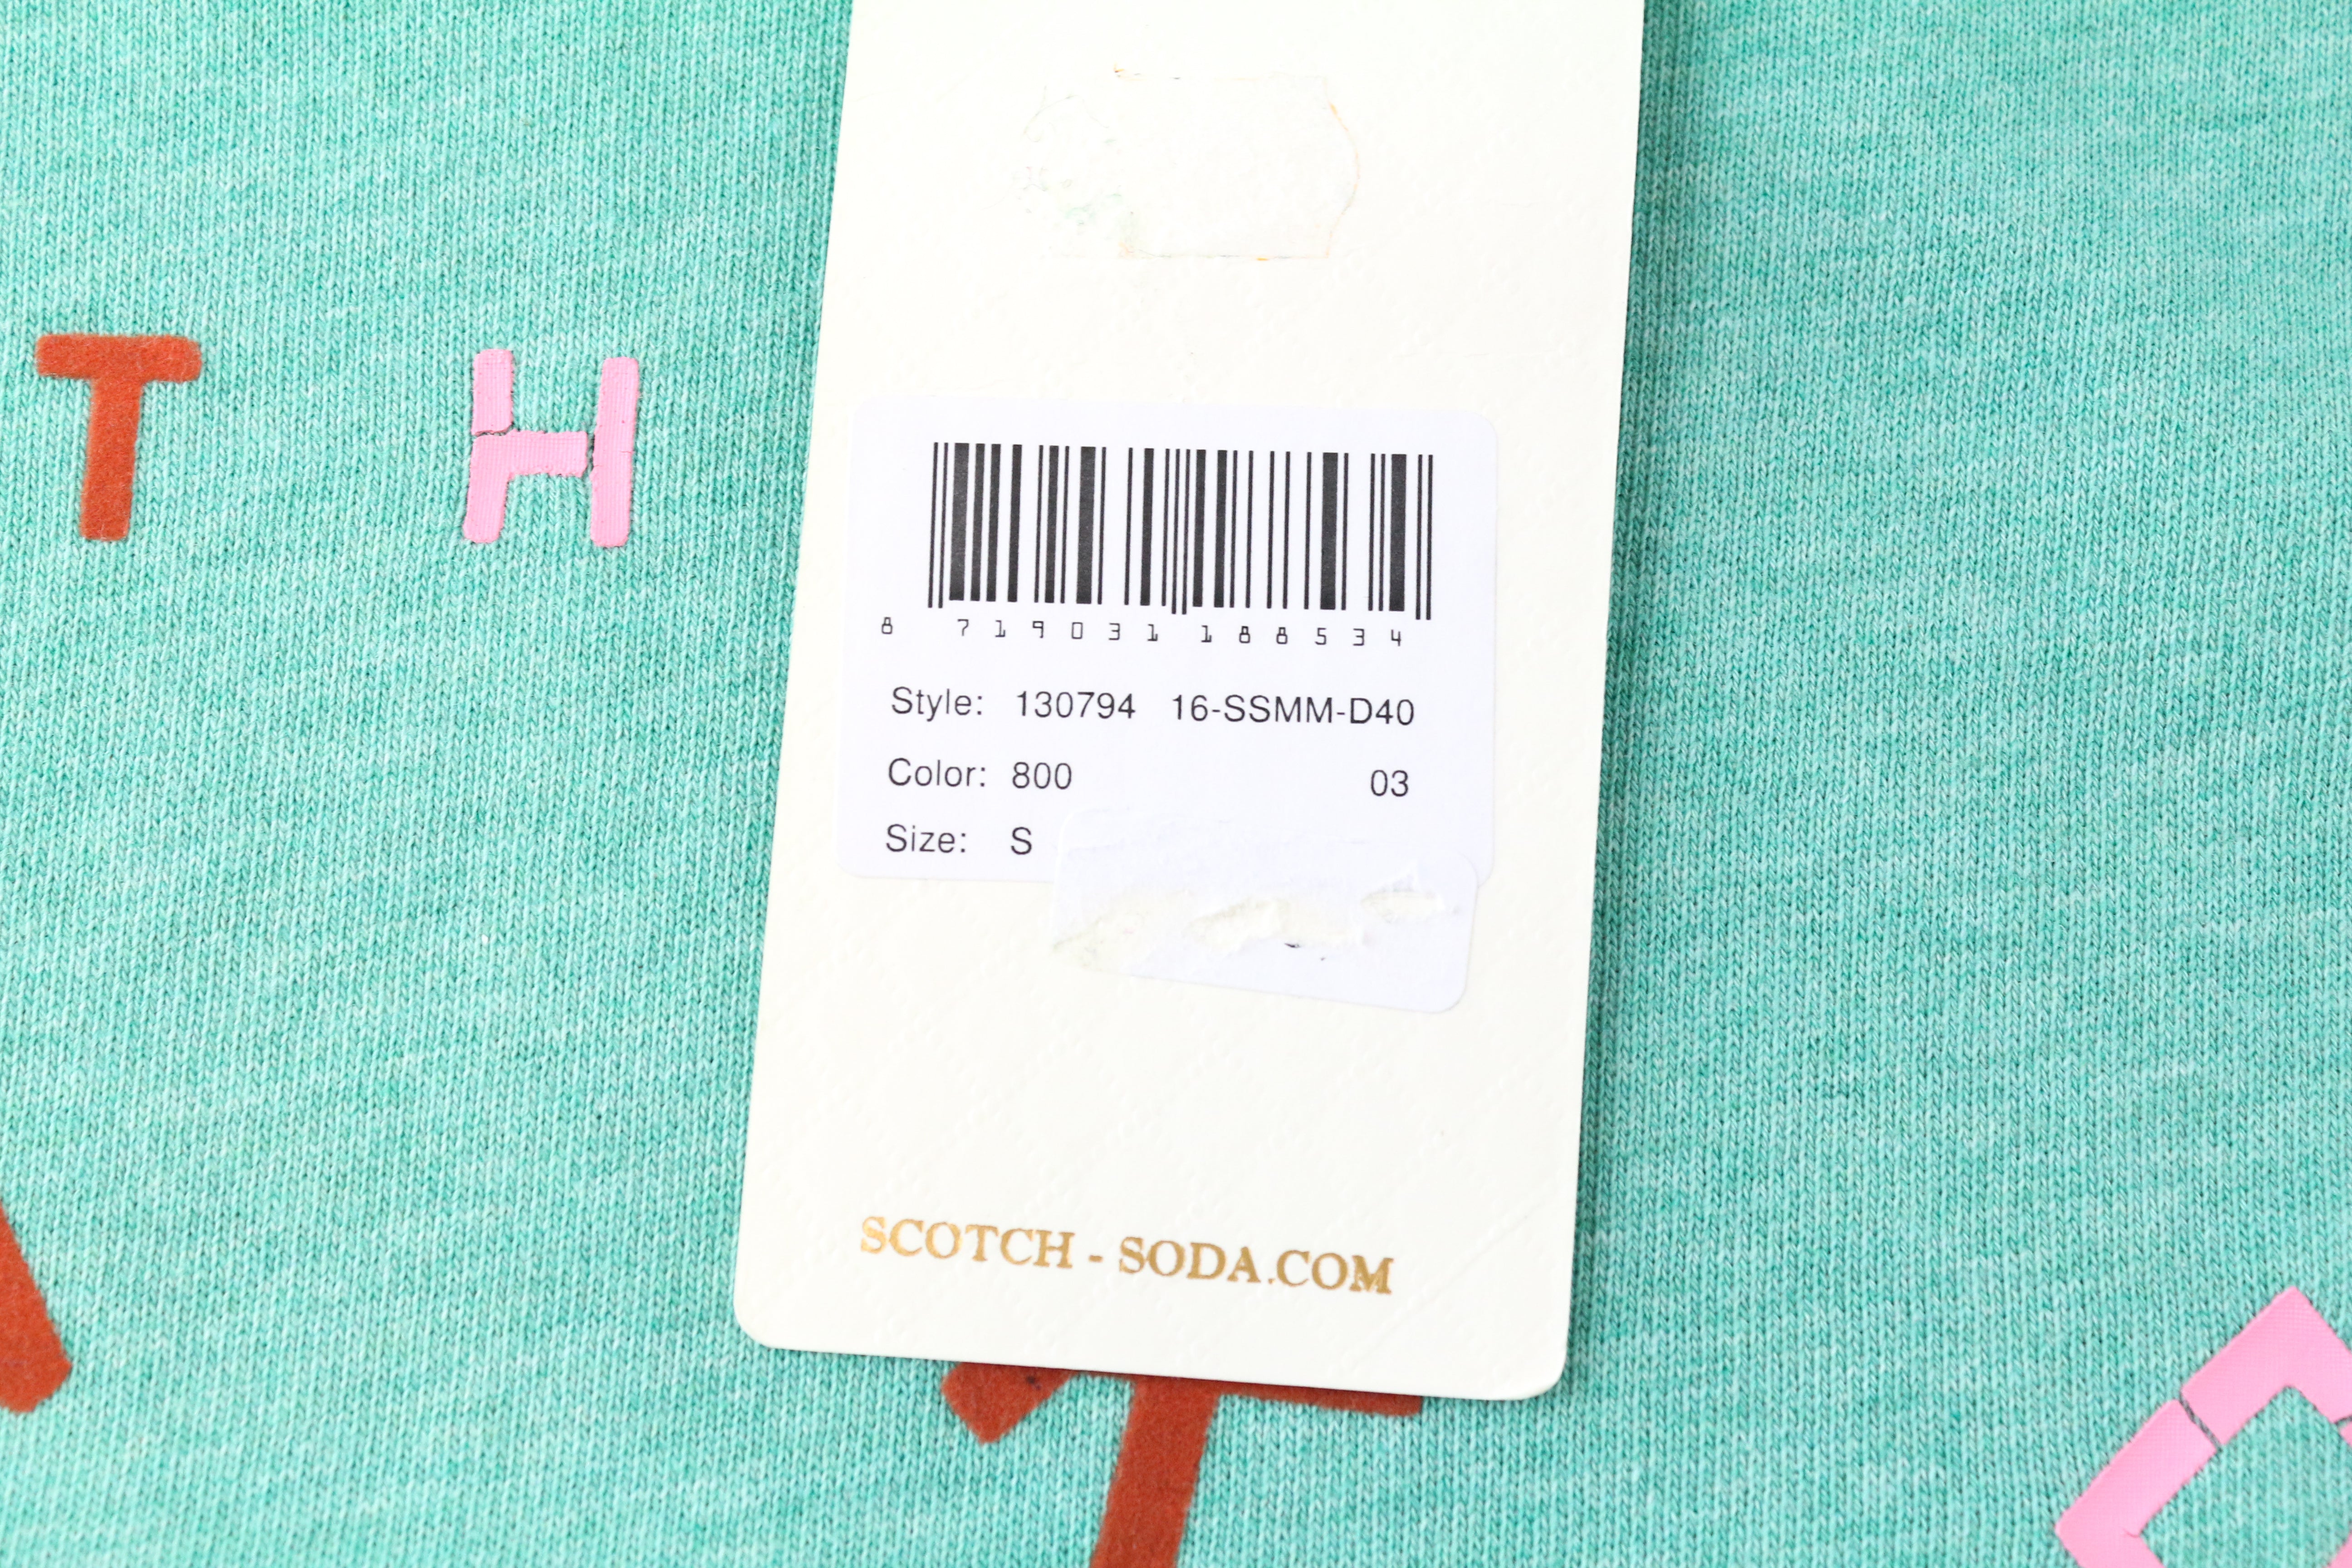 T H
8 719031 188534
Style: 130794 16-SSMM-D40
Color: 800 03
Size: S
SCOTCH - SODA.COM